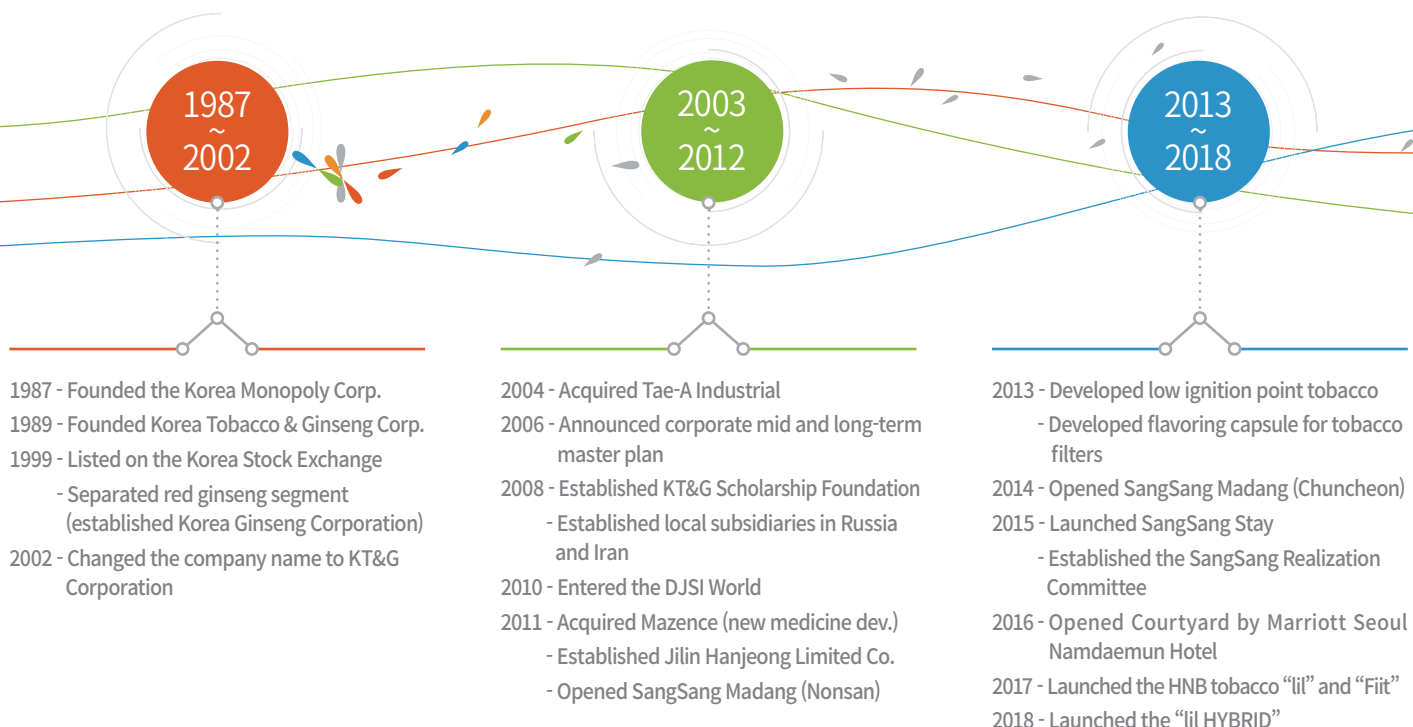 1987
~
2002
1987 - Founded the Korea Monopoly Corp.
1989 - Founded Korea Tobacco & Ginseng Corp.
1999 - Listed on the Korea Stock Exchange
- Separated red ginseng segment
(established Korea Ginseng Corporation)
2002 - Changed the company name to KT&G
Corporation
2003
~
2012
2004 - Acquired Tae-A Industrial
2006 - Announced corporate mid and long-term
master plan
2008 - Established KT&G Scholarship Foundation
- Established local subsidiaries in Russia
and Iran
2010 - Entered the DJSI World
2011 - Acquired Mazence (new medicine dev.)
- Established Jilin Hanjeong Limited Co.
- Opened SangSang Madang (Nonsan)
2013
~
2018
2013 - Developed low ignition point tobacco
- Developed flavoring capsule for tobacco
filters
2014 - Opened SangSang Madang (Chuncheon)
2015 - Launched SangSang Stay
- Established the SangSang Realization
Committee
2016 - Opened Courtyard by Marriott Seoul
Namdaemun Hotel
2017 - Launched the HNB tobacco “lil” and “Fiit”
2018 - Launched the “lil HYBRID”